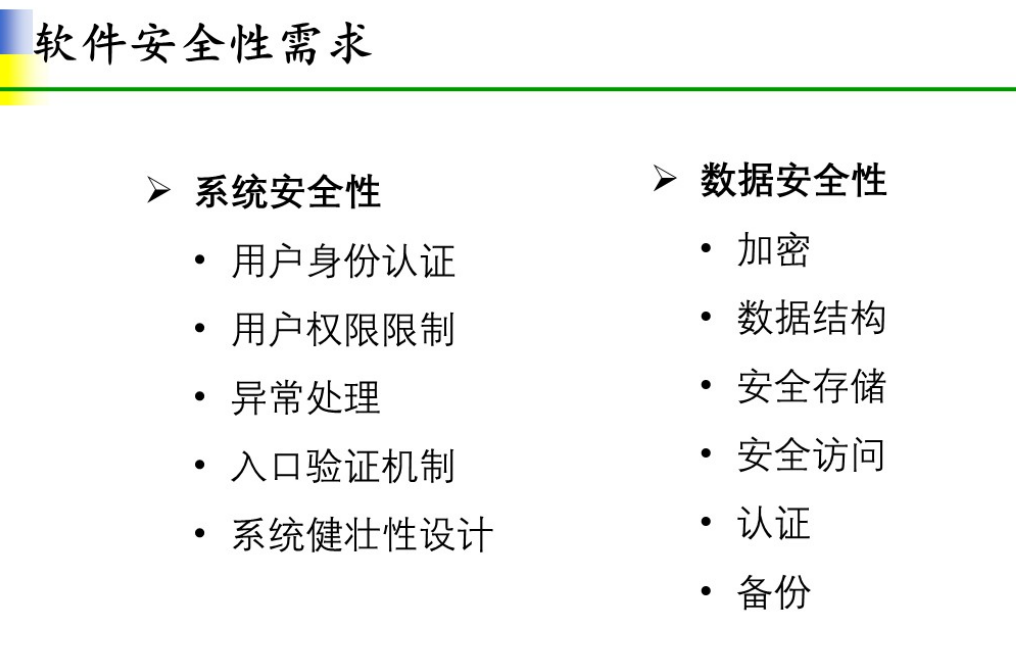 软件安全性需求
系统安全性
用户身份认证
用户权限限制
异常处理
入口验证机制
系统健壮性设计
数据安全性
加密
数据结构
安全存储
安全访问
认证
备份